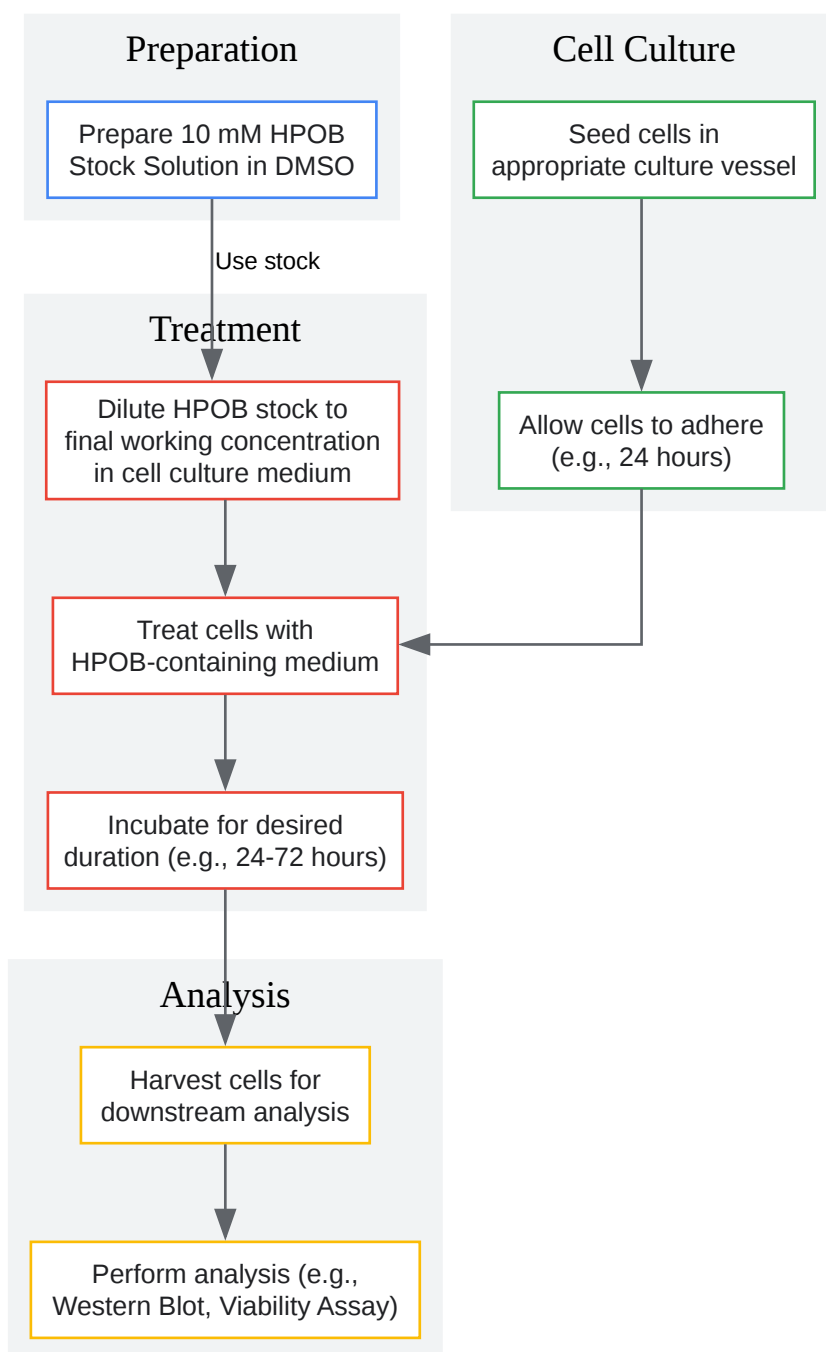 Preparation
Prepare 10 mM HPOB
Stock Solution in DMSO
Use stock
Cell Culture
Seed cells in
appropriate culture vessel
Allow cells to adhere
(e.g., 24 hours)
Treatment
Dilute HPOB stock to
final working concentration
in cell culture medium
Treat cells with
HPOB-containing medium
Incubate for desired
duration (e.g., 24-72 hours)
Analysis
Harvest cells for
downstream analysis
Perform analysis (e.g.,
Western Blot, Viability Assay)